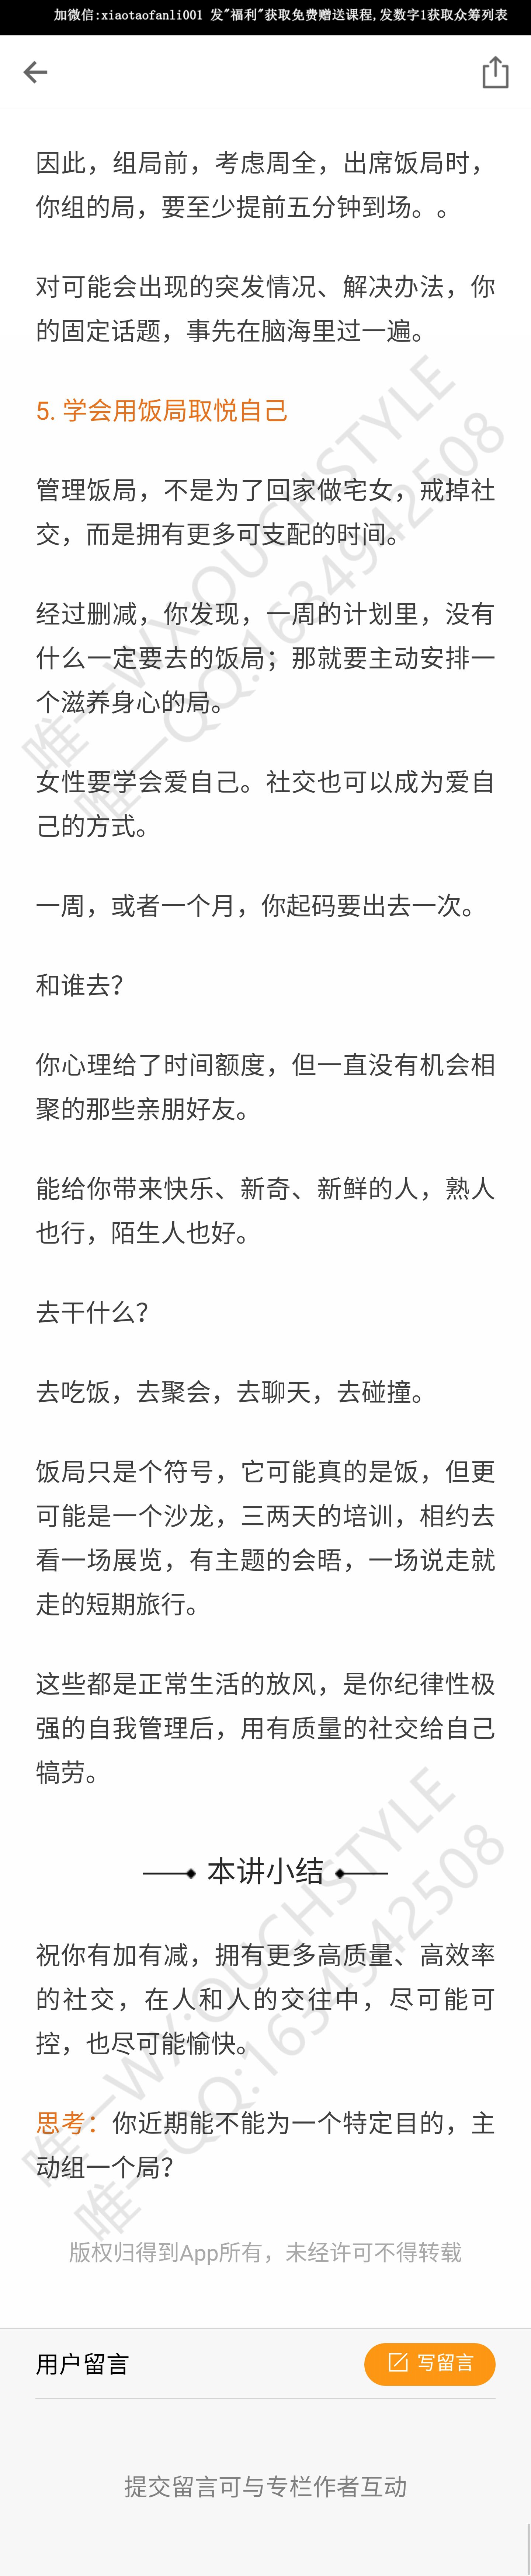 加微信:xiaotaofanli001 发"福利"获取免费赠送课程,发数字1获取众筹列表
因此，组局前，考虑周全，出席饭局时，
你组的局，要至少提前五分钟到场。。
对可能会出现的突发情况、解决办法，你
的固定话题，事先在脑海里过一遍。
5. 学会用饭局取悦自己
管理饭局，不是为了回家做宅女，戒掉社
交，而是拥有更多可支配的时间。
经过删减，你发现，一周的计划里，没有
什么一定要去的饭局；那就要主动安排一
个滋养身心的局。
唯一WX:OUCHSTYLE
唯一QQ:1634942508
女性要学会爱自己。社交也可以成为爱自
己的方式。
一周，或者一个月，你起码要出去一次。
和谁去？
你心理给了时间额度，但一直没有机会相
聚的那些亲朋好友。
能给你带来快乐、新奇、新鲜的人，熟人
也行，陌生人也好。
去干什么？
去吃饭，去聚会，去聊天，去碰撞。
饭局只是个符号，它可能真的是饭，但更
可能是一个沙龙，三两天的培训，相约去
看一场展览，有主题的会晤，一场说走就
走的短期旅行。
这些都是正常生活的放风，是你纪律性极
强的自我管理后，用有质量的社交给自己
犒劳。
本讲小结
祝你有加有减，拥有更多高质量、高效率
的社交，在人和人的交往中，尽可能可
控，也尽可能愉快。
唯一WX:OUCHSTYLE
唯一QQ:1634942508
思考：你近期能不能为一个特定目的，主
动组一个局？
版权归得到App所有，未经许可不得转载
用户留言
写留言
提交留言可与专栏作者互动